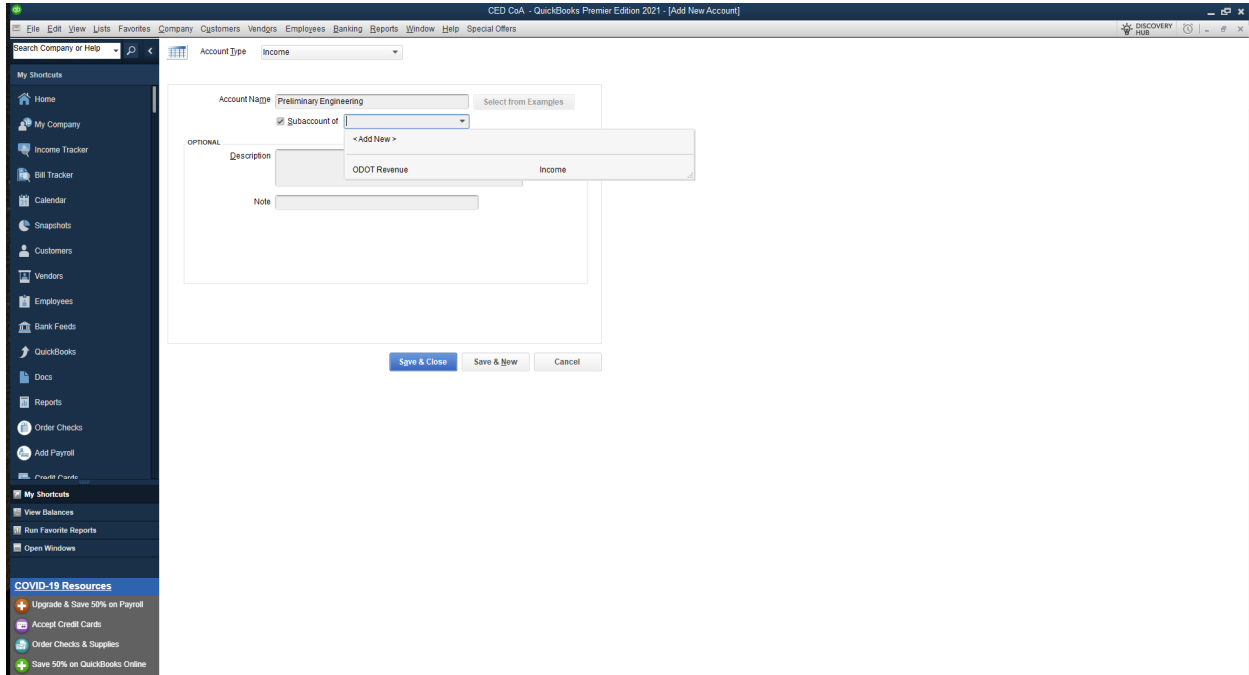 CED CoA - QuickBooks Premier Edition 2021 - [Add New Account]
File Edit View Lists Favorites Company Customers Vendors Employees Banking Reports Window Help Special Offers
DISCOVERY HUB
Search Company or Help
Account Type Income
My Shortcuts
Home
My Company
Income Tracker
Bill Tracker
Calendar
Snapshots
Customers
Vendors
Employees
Bank Feeds
QuickBooks
Docs
Reports
Order Checks
Add Payroll
Credit Cards
Account Name Preliminary Engineering Select from Examples
Subaccount of
< Add New >
ODOT Revenue Income
OPTIONAL
Description
Note
Save & Close Save & New Cancel
My Shortcuts
View Balances
Run Favorite Reports
Open Windows
COVID-19 Resources
Upgrade & Save 50% on Payroll
Accept Credit Cards
Order Checks & Supplies
Save 50% on QuickBooks Online